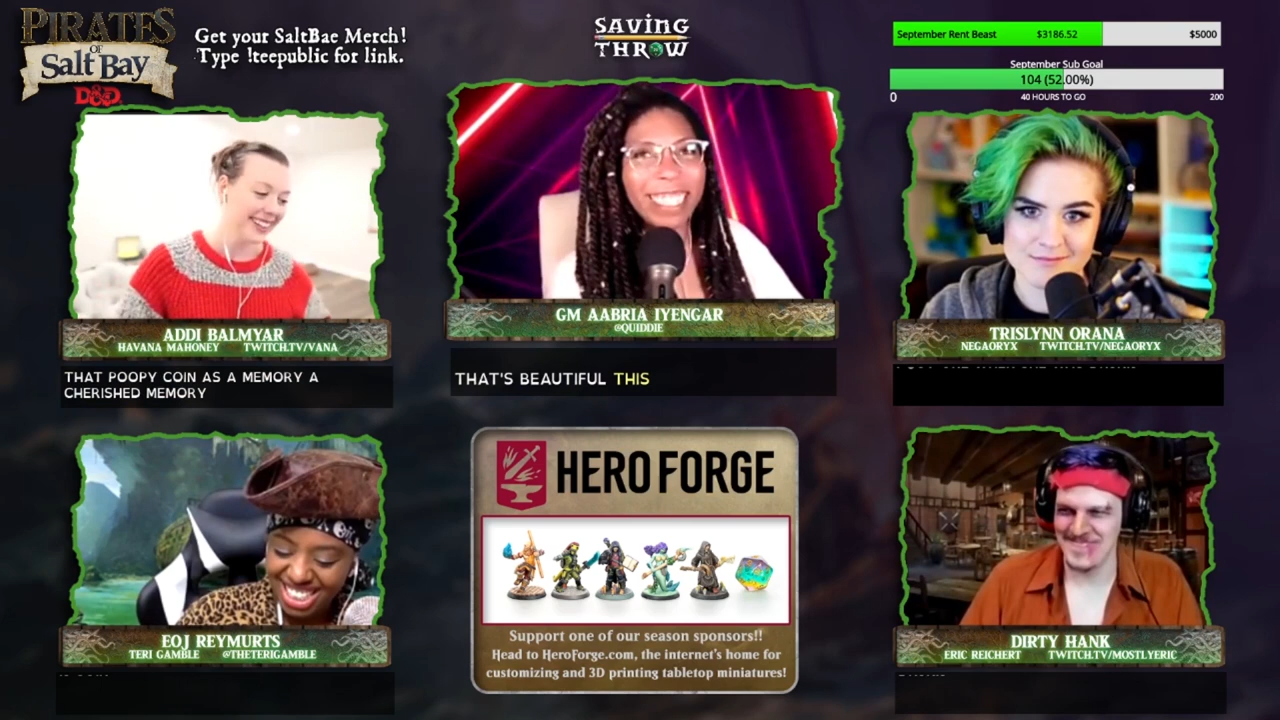 PIRATES
OF
Salt Bay
D&D
Get your SaltBae Merch!
Type !teepublic for link.
SAVING
THROW
September Rent Beast $3186.52 $5000
September Sub Goal
104 (52.00%)
0 40 HOURS TO GO 200
ADDI BALMYAR
HAVANA MAHONEY TWITCH.TV/VANA
THAT POOPY COIN AS A MEMORY A
CHERISHED MEMORY
GM AABRIA IYENGAR
@QUIDDIE
THAT'S BEAUTIFUL THIS
TRISLYNN ORANA
NEGAORYX TWITCH.TV/NEGAORYX
EOJ REYMURTS
TERI GAMBLE @THETERIGAMBLE
HERO FORGE
Support one of our season sponsors!!
Head to HeroForge.com, the internet's home for
customizing and 3D printing tabletop miniatures!
DIRTY HANK
ERIC REICHERT TWITCH.TV/MOSTLYERIC